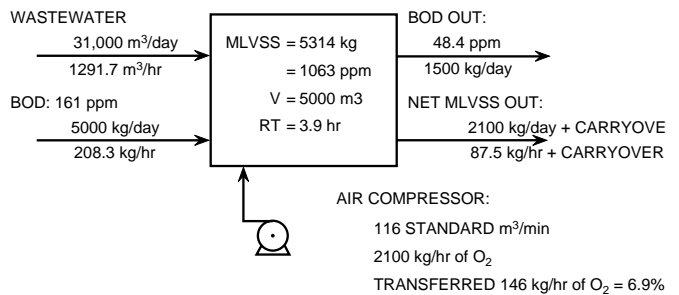 WASTEWATER
31,000 m³/day
1291.7 m³/hr
BOD: 161 ppm
5000 kg/day
208.3 kg/hr
MLVSS = 5314 kg
= 1063 ppm
V = 5000 m3
RT = 3.9 hr
BOD OUT:
48.4 ppm
1500 kg/day
NET MLVSS OUT:
2100 kg/day + CARRYOVE
87.5 kg/hr + CARRYOVER
AIR COMPRESSOR:
116 STANDARD m³/min
2100 kg/hr of O₂
TRANSFERRED 146 kg/hr of O₂ = 6.9%